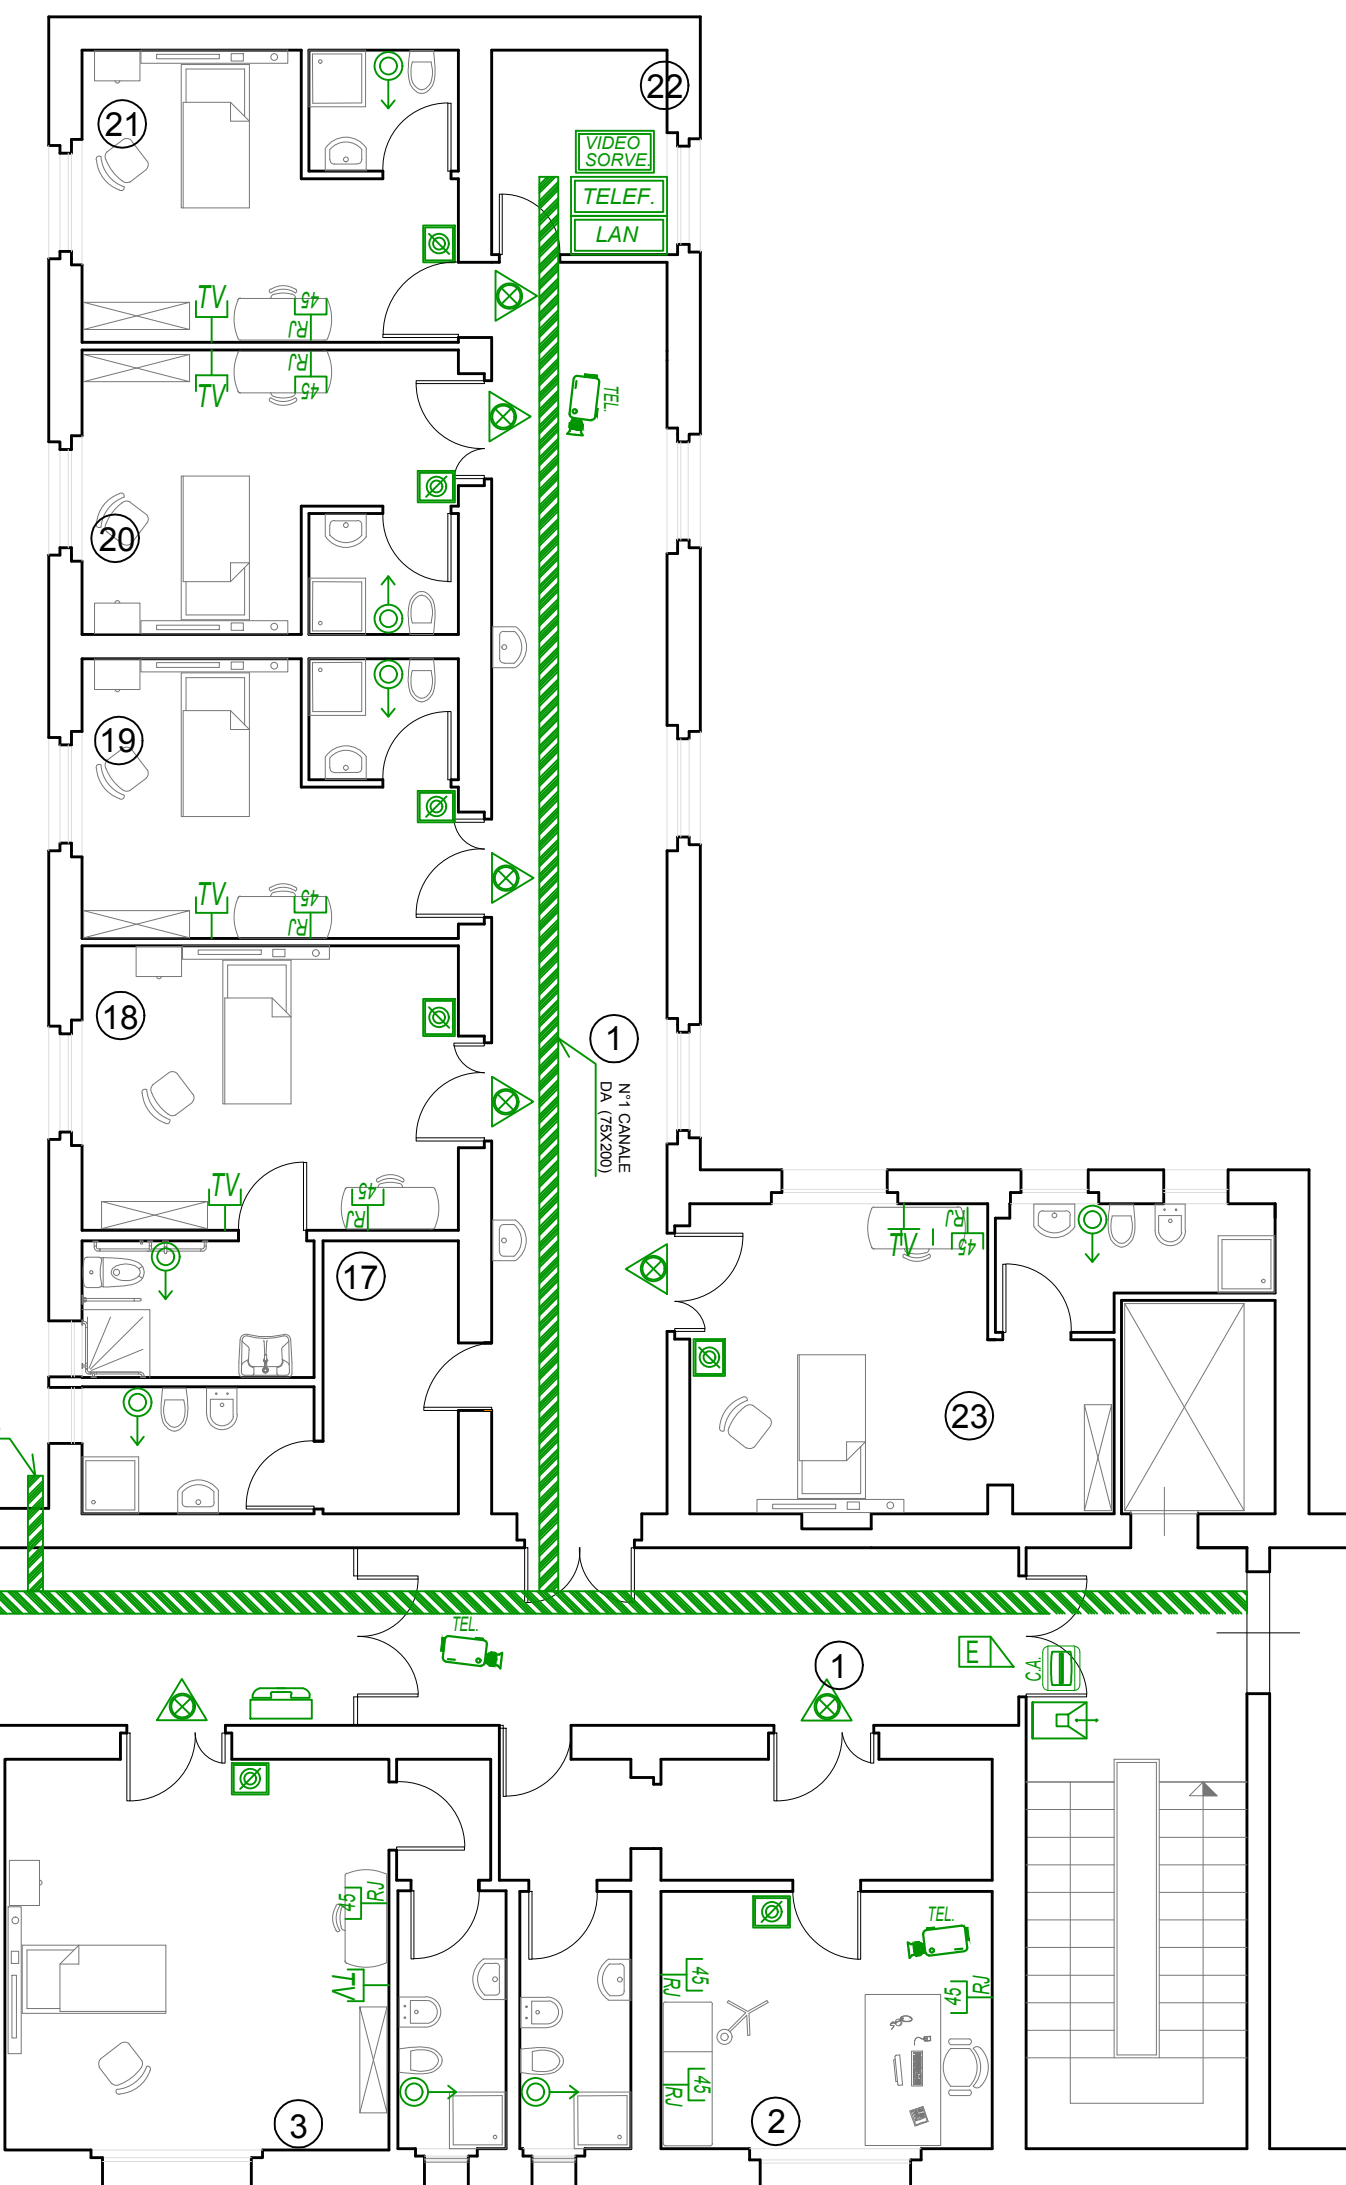 22
21
VIDEO
SORVE.
TELEF.
LAN
TV
45
RJ
TV
RJ
45
TEL.
20
19
TV
45
RJ
18
1
N°1 CANALE
DA (75X200)
TV
45
RJ
17
TV
RJ
45
23
TEL.
1
E
C.A.
45
RJ
TV
TEL.
45
RJ
45
RJ
45
RJ
3
2